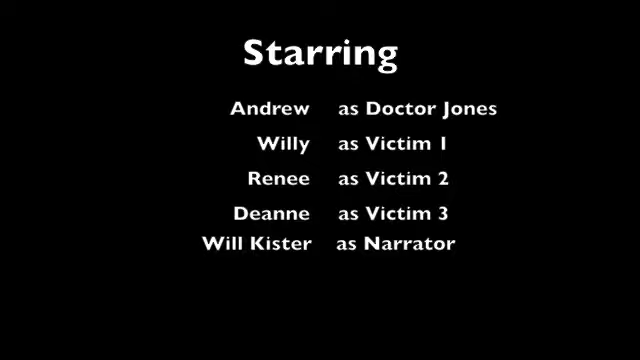 Starring
Andrew as Doctor Jones
Willy as Victim 1
Renee as Victim 2
Deanne as Victim 3
Will Kister as Narrator